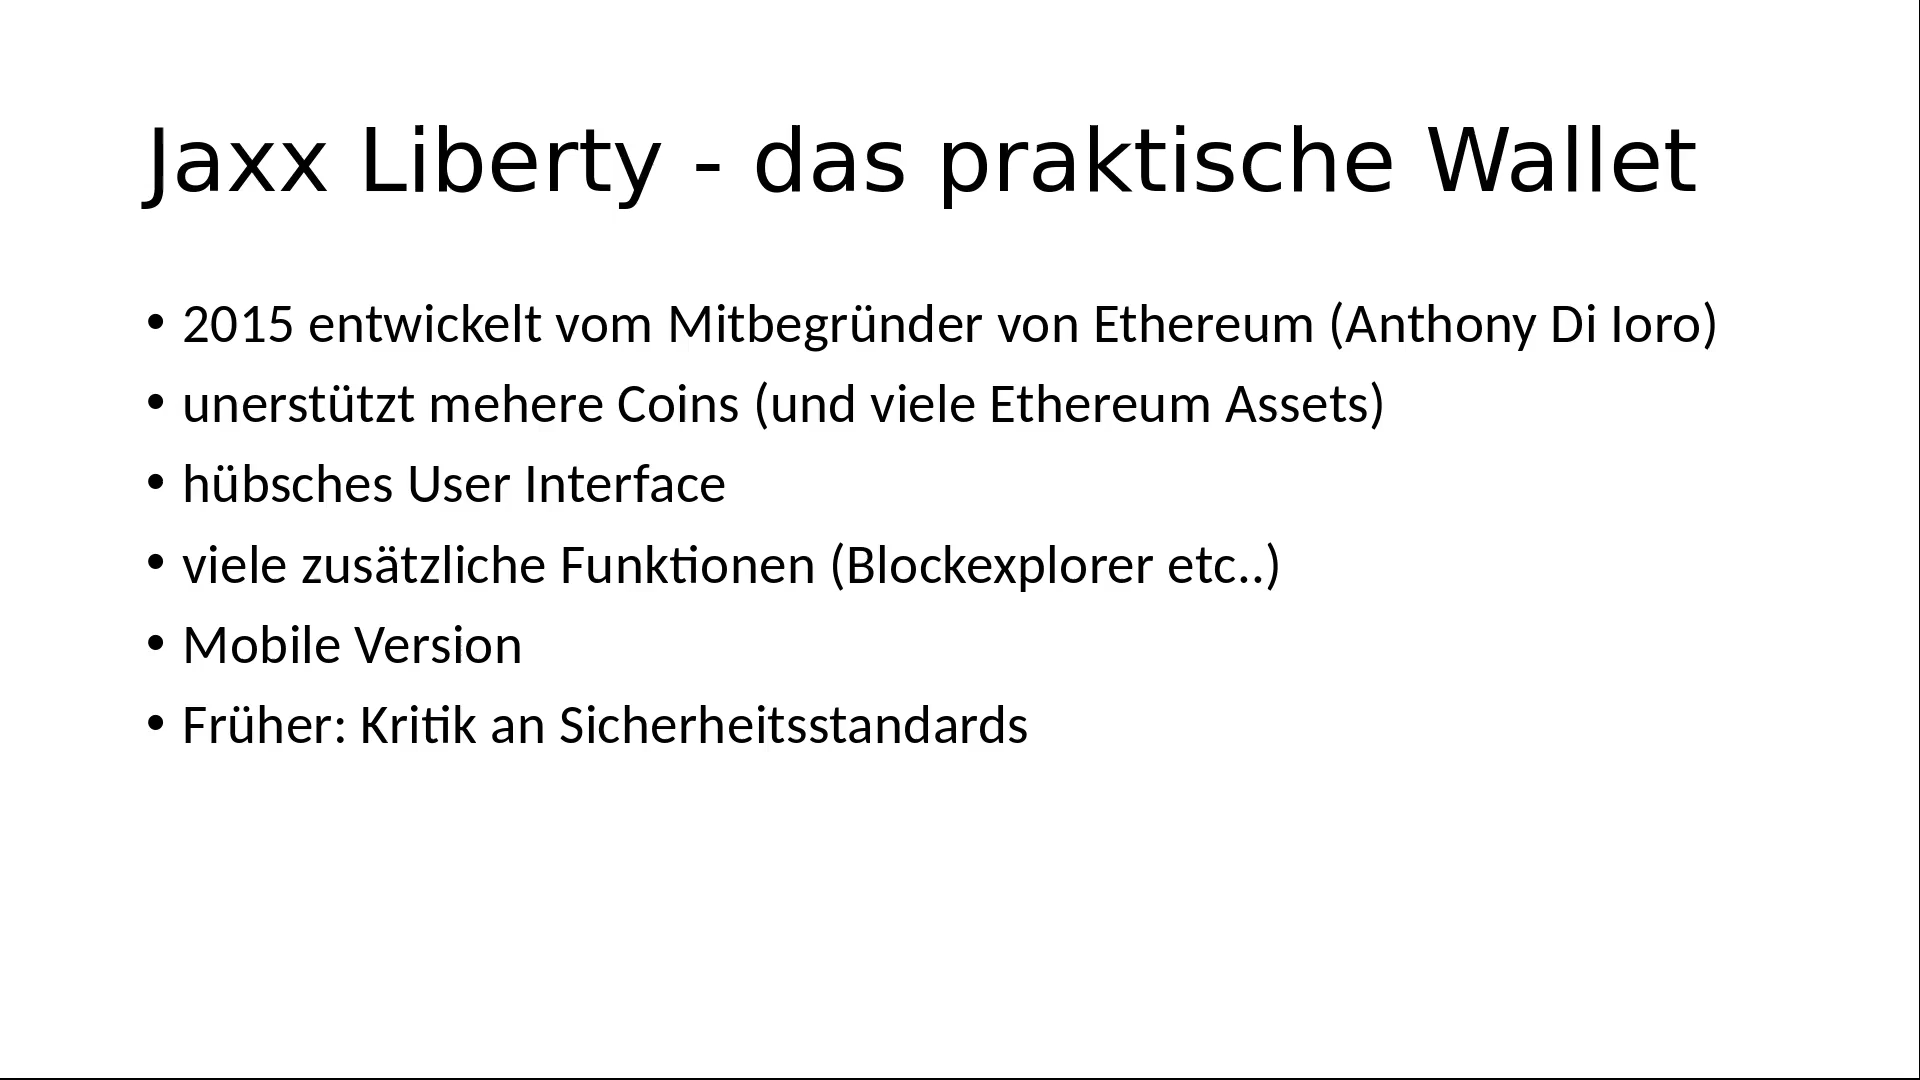 Jaxx Liberty - das praktische Wallet
• 2015 entwickelt vom Mitbegründer von Ethereum (Anthony Di Ioro)
• unerstützt mehere Coins (und viele Ethereum Assets)
• hübsches User Interface
• viele zusätzliche Funktionen (Blockexplorer etc..)
• Mobile Version
• Früher: Kritik an Sicherheitsstandards